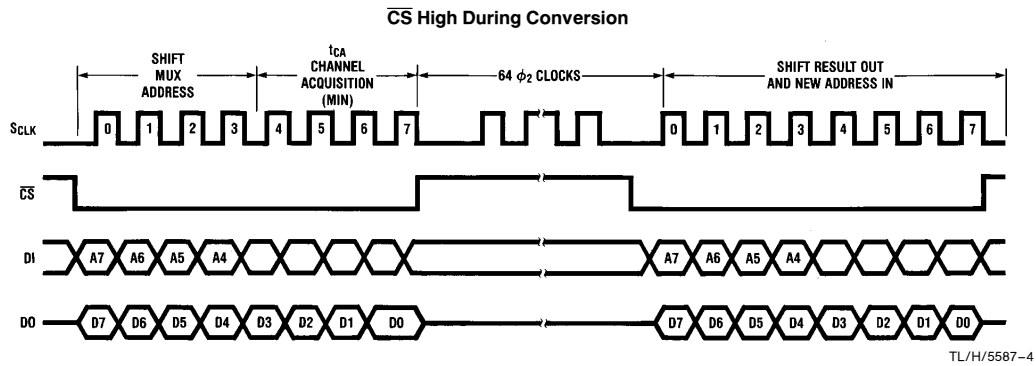 CS High During Conversion
SHIFT
MUX
ADDRESS
tCA
CHANNEL
ACQUISITION
(MIN)
64 ϕ2 CLOCKS
SHIFT RESULT OUT
AND NEW ADDRESS IN
SCLK
0 1 2 3 4 5 6 7 0 1 2 3 4 5 6 7
CS
DI A7 A6 A5 A4 A7 A6 A5 A4
DO D7 D6 D5 D4 D3 D2 D1 D0 D7 D6 D5 D4 D3 D2 D1 D0
TL/H/5587–4